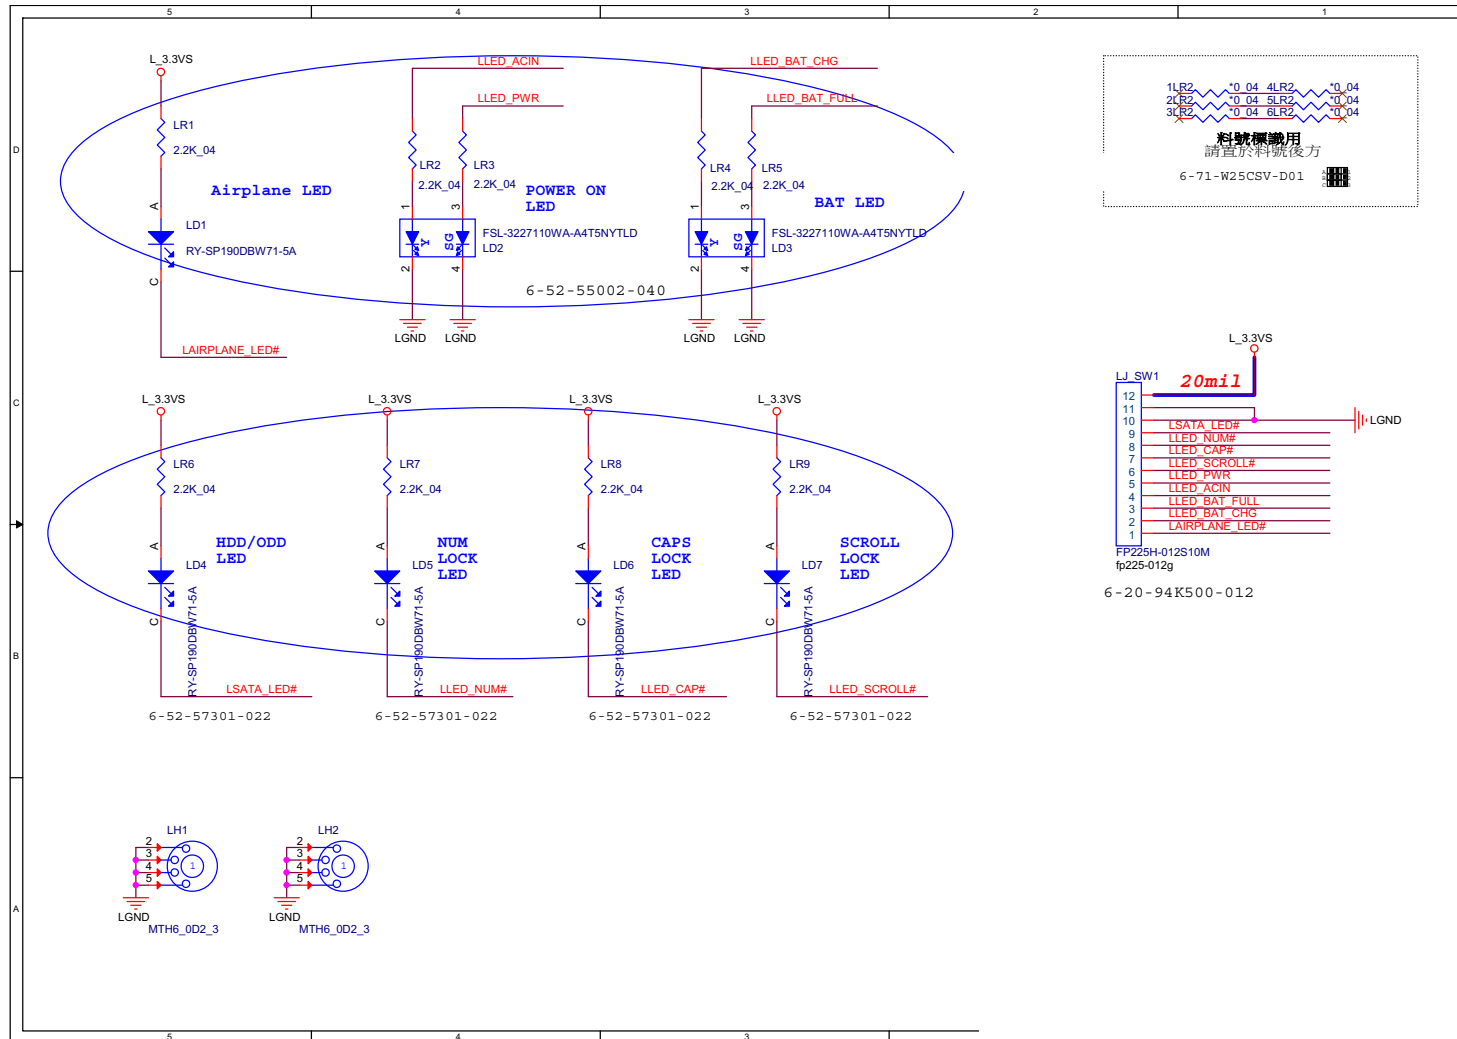 5 4 3 2 1
D
C
B
A
L_3.3VS
LR1
2.2K_04
Airplane LED
A
LD1
RY-SP190DBW71-5A
C
LAIRPLANE_LED#
LLED_ACIN
LLED_PWR
LR2
2.2K_04
LR3
2.2K_04
POWER ON
LED
1
3
Y
SG
FSL-3227110WA-A4T5NYTLD
LD2
2
4
6-52-55002-040
LGND
LGND
LLED_BAT_CHG
LLED_BAT_FULL
LR4
2.2K_04
LR5
2.2K_04
BAT LED
1
3
Y
SG
FSL-3227110WA-A4T5NYTLD
LD3
2
4
LGND
LGND
1LR2 *0_04 4LR2 *0_04
2LR2 *0_04 5LR2 *0_04
3LR2 *0_04 6LR2 *0_04
料號標識用
請置於料號後方
6-71-W25CSV-D01
L_3.3VS
LJ_SW1
20mil
12
11
10
LGND
9 LSATA_LED#
8 LLED_NUM#
7 LLED_CAP#
6 LLED_SCROLL#
5 LLED_PWR
4 LLED_ACIN
3 LLED_BAT_FULL
2 LLED_BAT_CHG
1 LAIRPLANE_LED#
FP225H-012S10M
fp225-012g
6-20-94K500-012
L_3.3VS
LR6
2.2K_04
HDD/ODD
LED
A
LD4
RY-SP190DBW71-5A
C
LSATA_LED#
6-52-57301-022
L_3.3VS
LR7
2.2K_04
NUM
LOCK
LED
A
LD5
RY-SP190DBW71-5A
C
LLED_NUM#
6-52-57301-022
L_3.3VS
LR8
2.2K_04
CAPS
LOCK
LED
A
LD6
RY-SP190DBW71-5A
C
LLED_CAP#
6-52-57301-022
L_3.3VS
LR9
2.2K_04
SCROLL
LOCK
LED
A
LD7
RY-SP190DBW71-5A
C
LLED_SCROLL#
6-52-57301-022
LH1
2
3
4
5
1
LGND
MTH6_0D2_3
LH2
2
3
4
5
1
LGND
MTH6_0D2_3
5 4 3